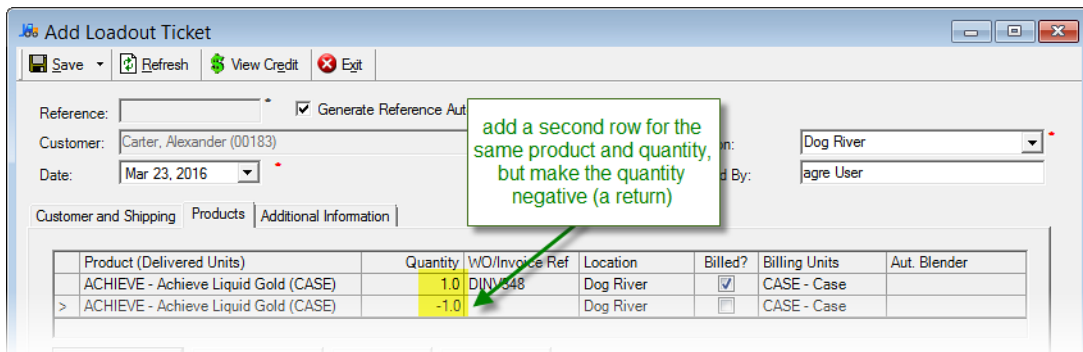 Add Loadout Ticket
Save Refresh View Credit Exit
Reference: * Generate Reference Aut
Customer: Carter, Alexander (00183) on: Dog River *
Date: Mar 23, 2016 * d By: agre User
add a second row for the
same product and quantity,
but make the quantity
negative (a return)
Customer and Shipping Products Additional Information
Product (Delivered Units) Quantity WO/Invoice Ref Location Billed? Billing Units Aut. Blender
ACHIEVE - Achieve Liquid Gold (CASE) 1.0 DINV348 Dog River CASE - Case
> ACHIEVE - Achieve Liquid Gold (CASE) -1.0 Dog River CASE - Case